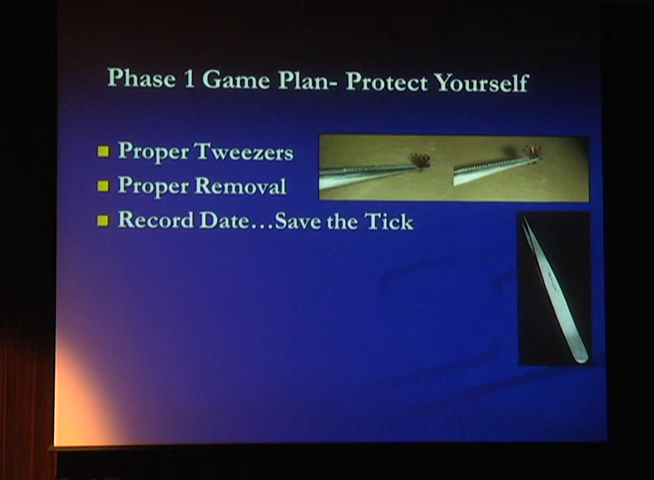 Phase 1 Game Plan- Protect Yourself
Proper Tweezers
Proper Removal
Record Date...Save the Tick